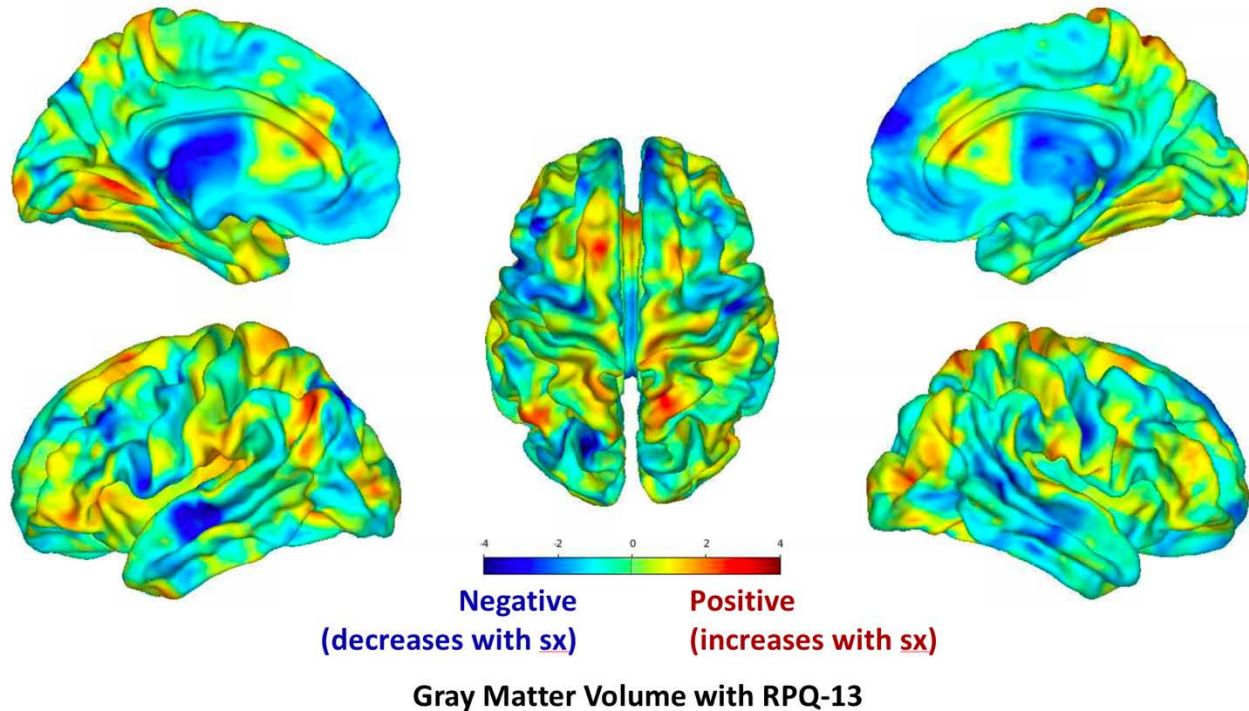 -4 -2 0 2 4
Negative Positive
(decreases with sx) (increases with sx)
Gray Matter Volume with RPQ-13